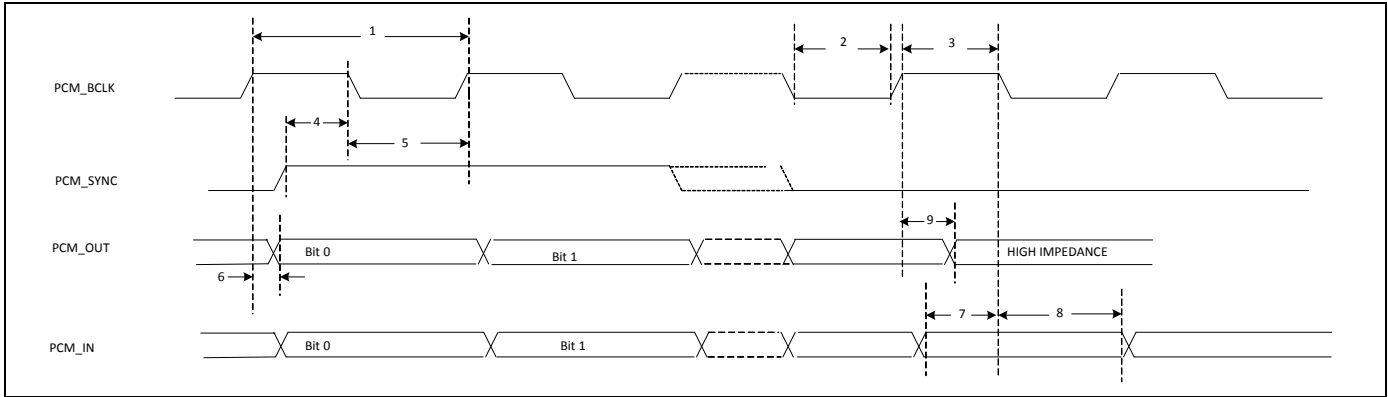 1
2
3
PCM_BCLK
4
5
PCM_SYNC
9
PCM_OUT
Bit 0
Bit 1
HIGH IMPEDANCE
6
7
8
PCM_IN
Bit 0
Bit 1